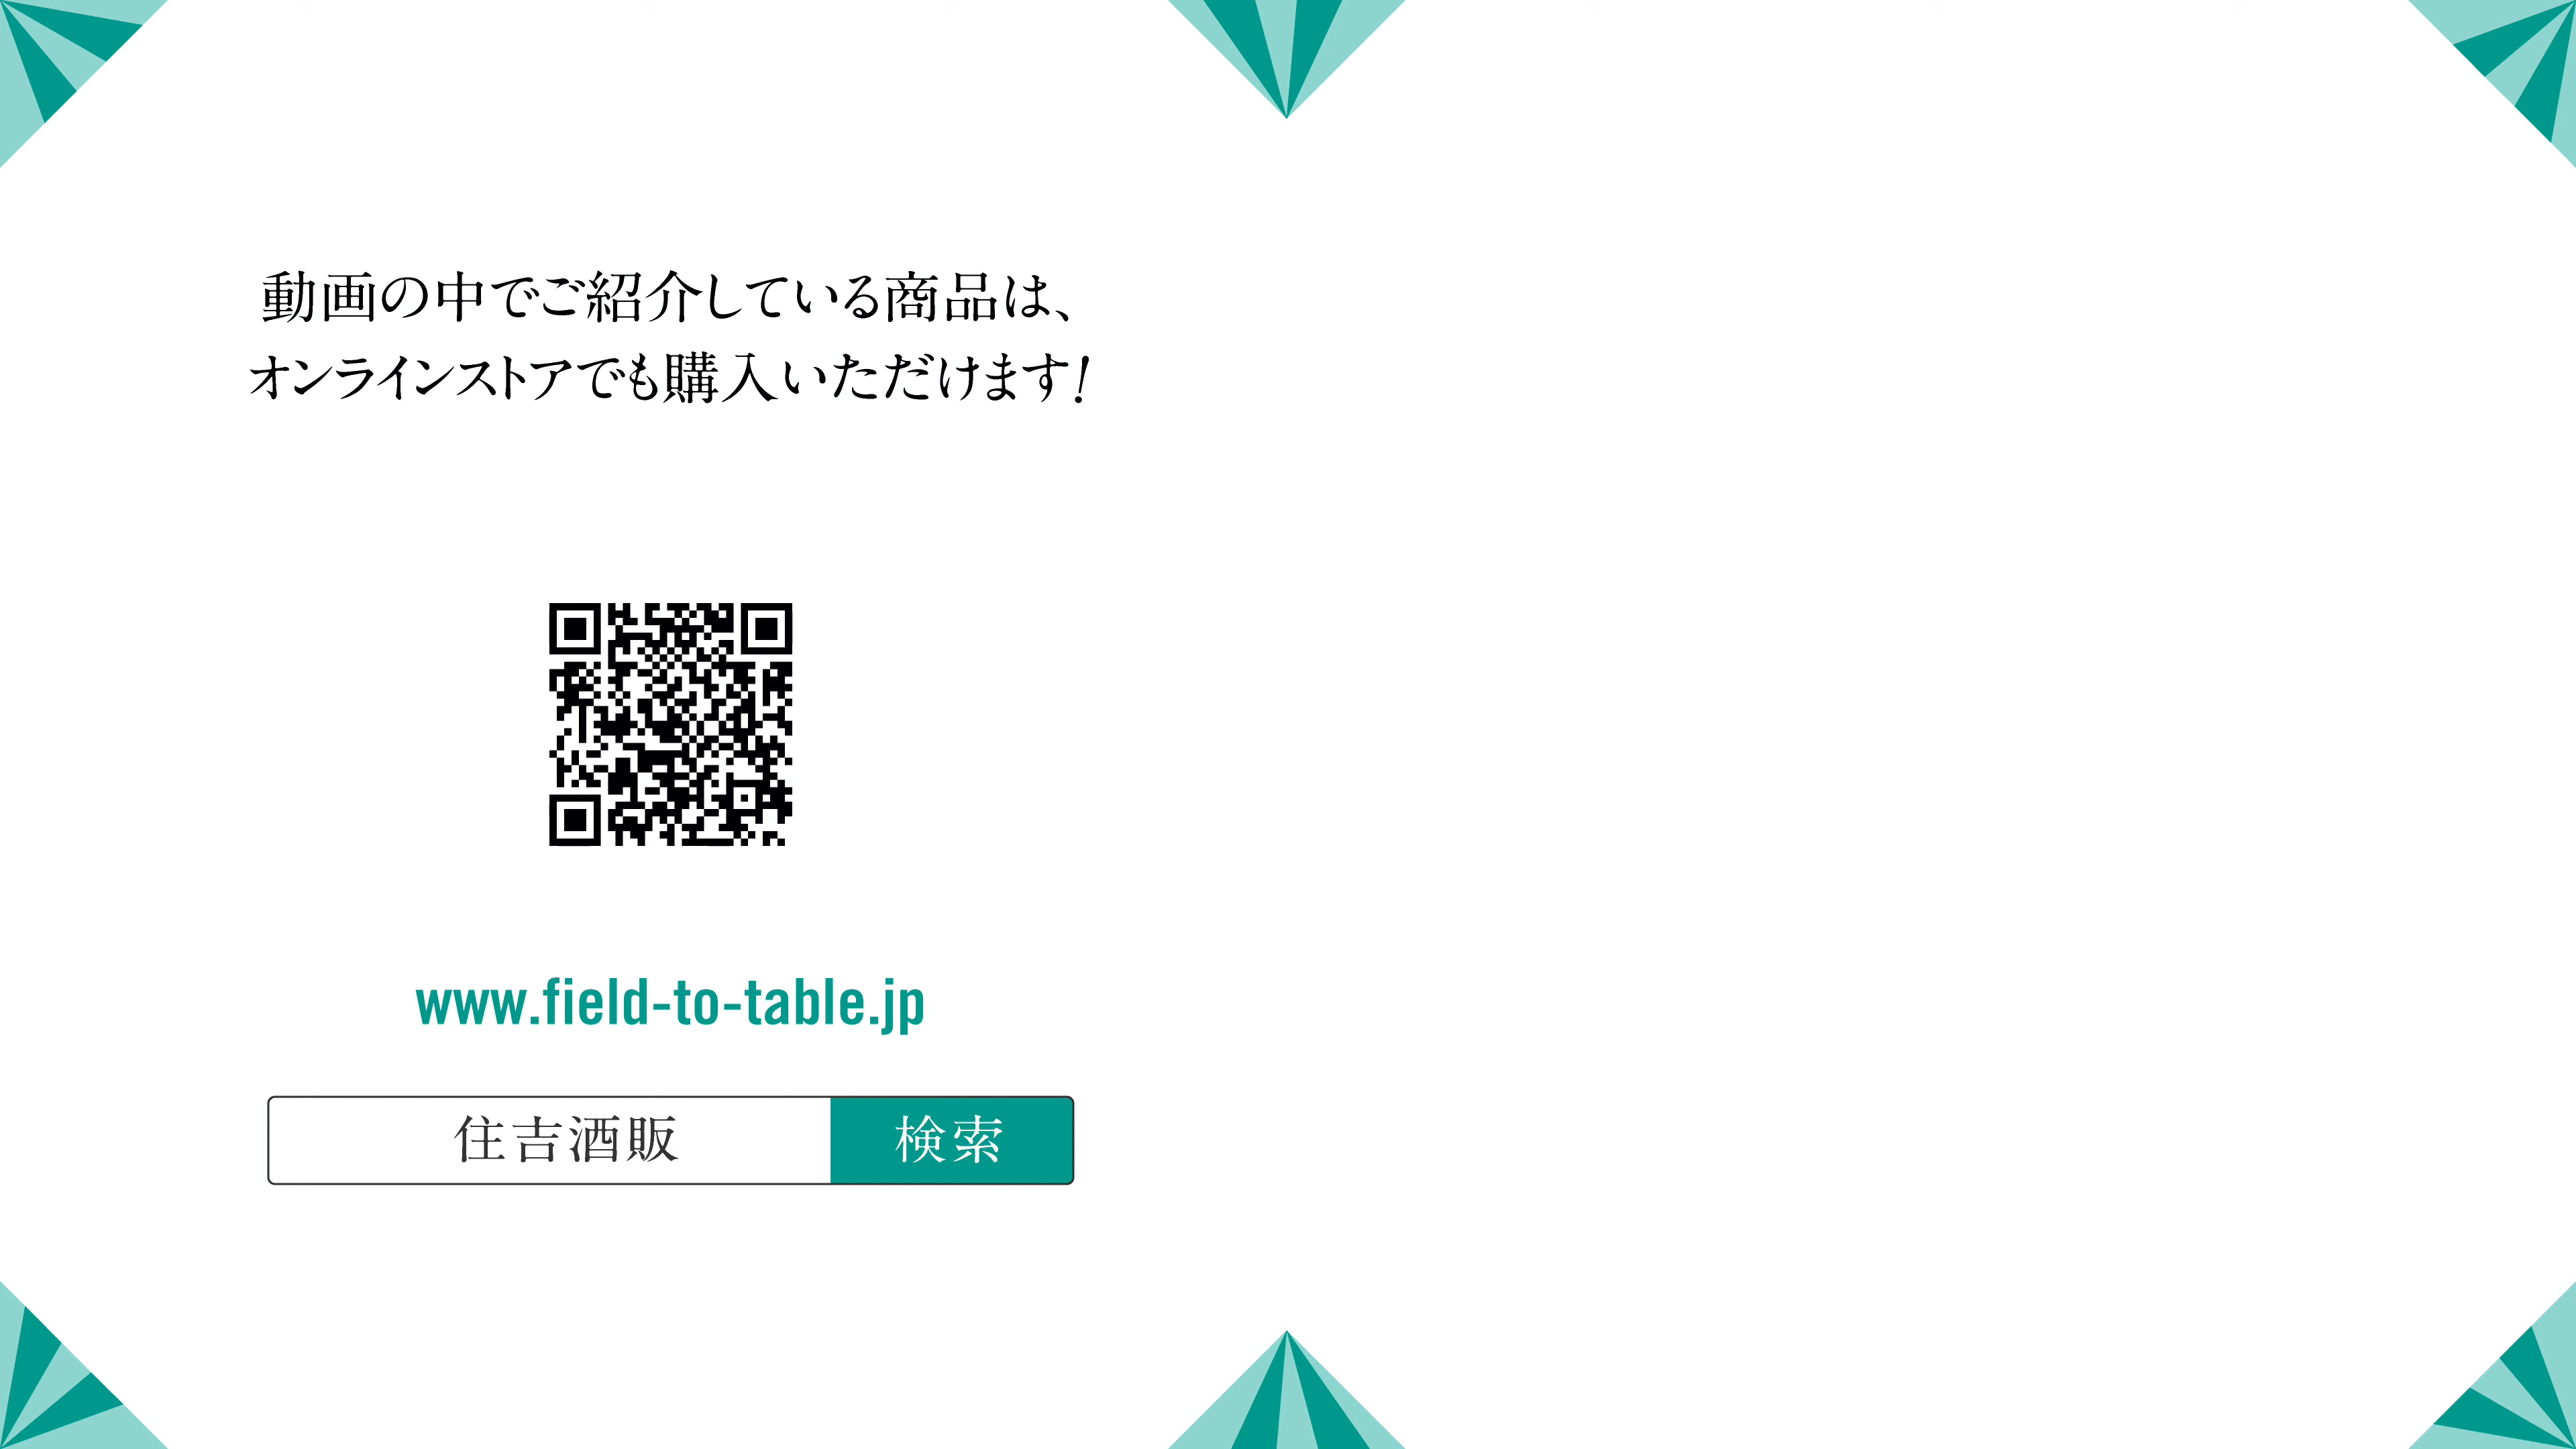 動画の中でご紹介している商品は、
オンラインストアでも購入いただけます!
www.field-to-table.jp
住吉酒販 検索